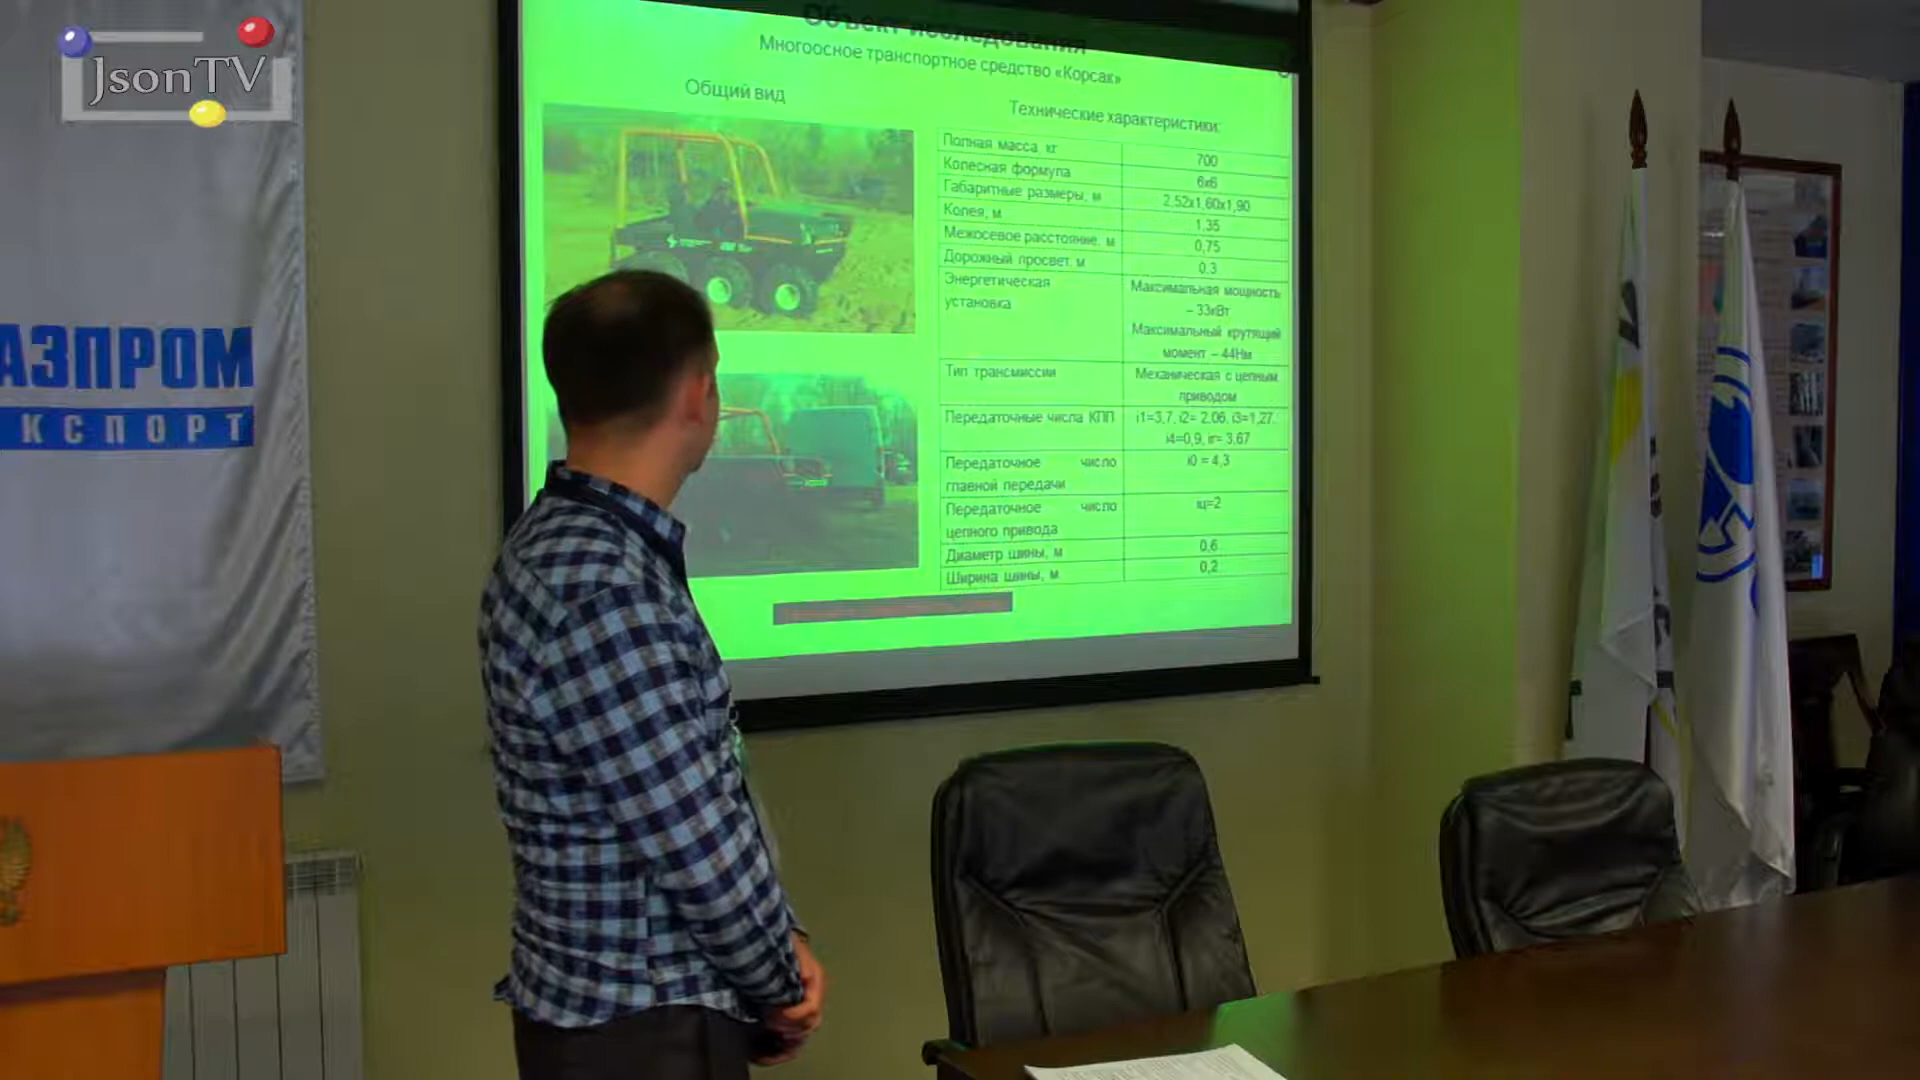 JsonTV
АЗПРОМ
КСПОРТ
Объект исследования
Многоосное транспортное средство «Корсак»
Общий вид
Технические характеристики:
Полная масса, кг 700
Колесная формула 6х6
Габаритные размеры, м 2,52х1,60х1,90
Колея, м 1,35
Межосевое расстояние, м 0,75
Дорожный просвет, м 0,3
Энергетическая установка
Максимальная мощность
– 33кВт
Максимальный крутящий
момент – 44Нм
Тип трансмиссии
Механическая с цепным
приводом
Передаточные числа КПП
i1=3,7, i2= 2,06, i3=1,27,
i4=0,9, ir= 3,67
Передаточное число
главной передачи
i0 = 4,3
Передаточное число
цепного привода
iц=2
Диаметр шины, м 0,6
Ширина шины, м 0,2